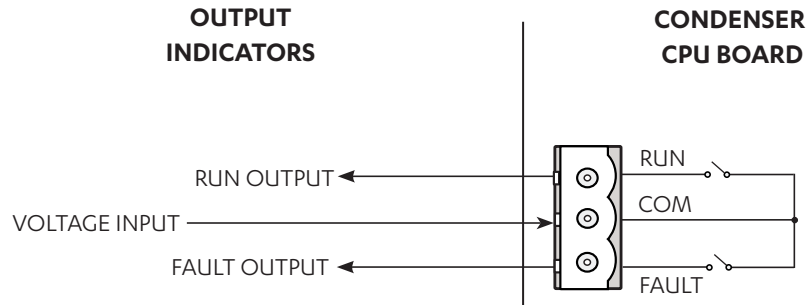 OUTPUT
INDICATORS
CONDENSER
CPU BOARD
RUN OUTPUT
RUN
VOLTAGE INPUT
COM
FAULT OUTPUT
FAULT